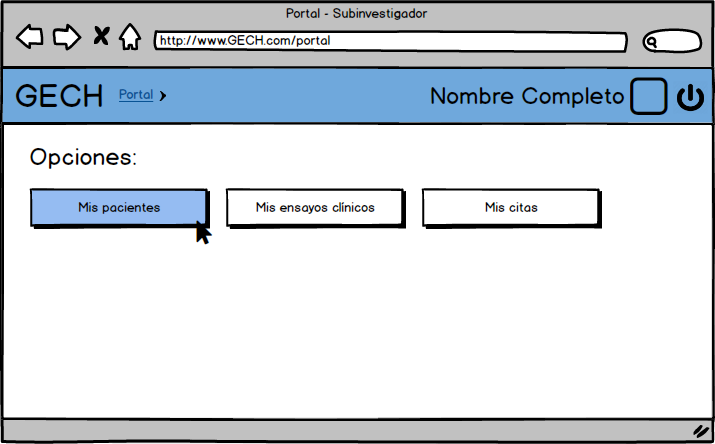 Portal - Subinvestigador
http://www.GECH.com/portal
GECH Portal Nombre Completo
Opciones:
Mis pacientes Mis ensayos clínicos Mis citas